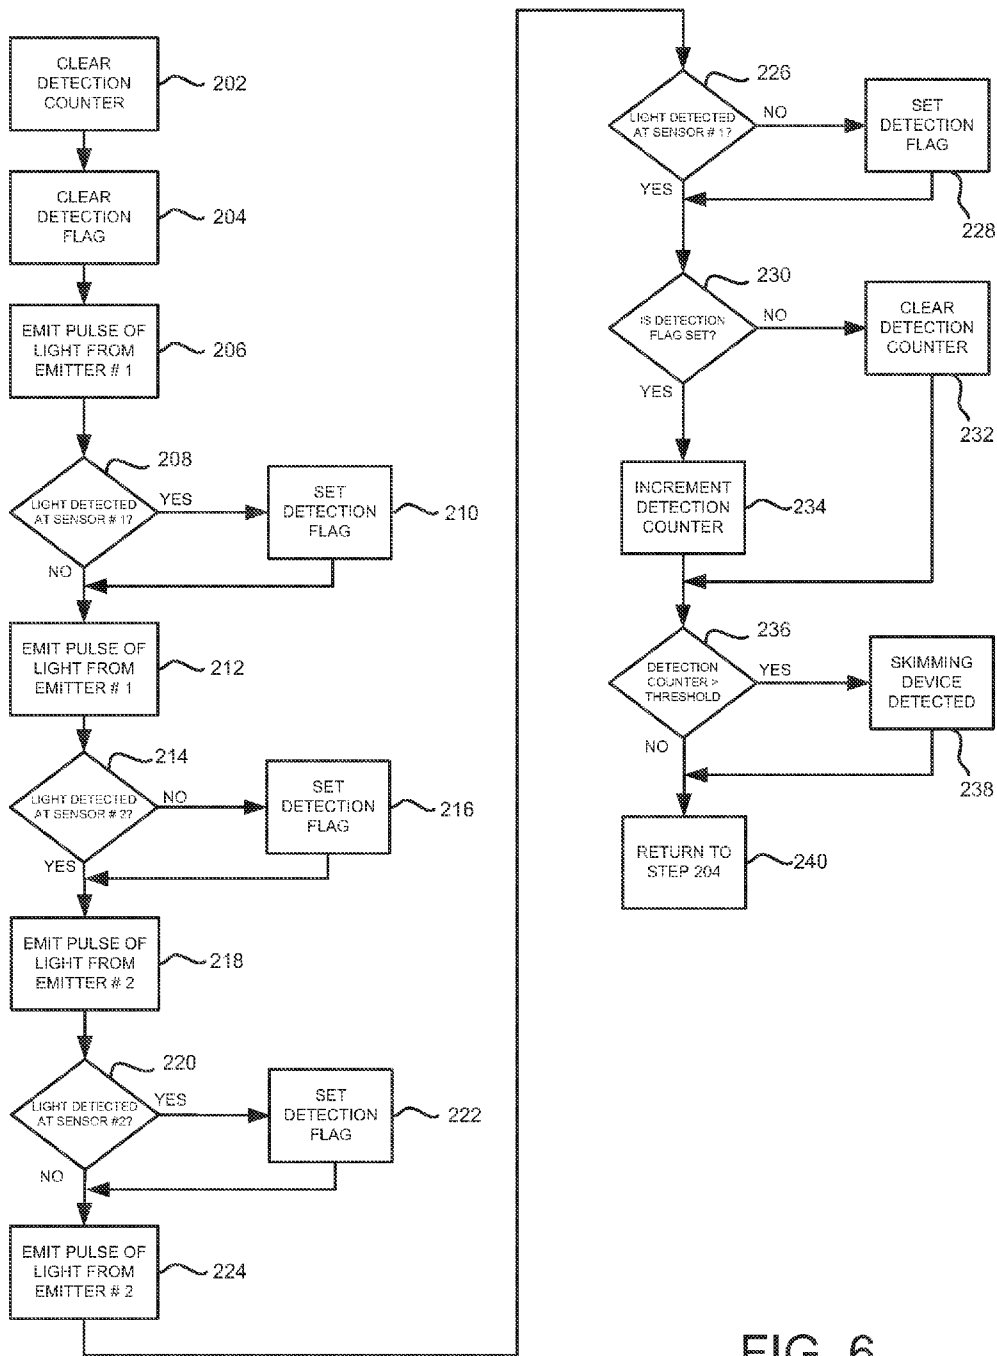 CLEAR
DETECTION
COUNTER
202
CLEAR
DETECTION
FLAG
204
EMIT PULSE OF
LIGHT FROM
EMITTER # 1
206
208
LIGHT DETECTED
AT SENSOR # 1?
YES
NO
SET
DETECTION
FLAG
210
EMIT PULSE OF
LIGHT FROM
EMITTER # 1
212
214
LIGHT DETECTED
AT SENSOR # 2?
NO
YES
SET
DETECTION
FLAG
216
EMIT PULSE OF
LIGHT FROM
EMITTER # 2
218
220
LIGHT DETECTED
AT SENSOR #2?
YES
NO
SET
DETECTION
FLAG
222
EMIT PULSE OF
LIGHT FROM
EMITTER # 2
224
226
LIGHT DETECTED
AT SENSOR # 1?
NO
YES
SET
DETECTION
FLAG
228
230
IS DETECTION
FLAG SET?
NO
YES
CLEAR
DETECTION
COUNTER
232
INCREMENT
DETECTION
COUNTER
234
236
DETECTION
COUNTER >
THRESHOLD
YES
NO
SKIMMING
DEVICE
DETECTED
238
RETURN TO
STEP 204
240
FIG. 6